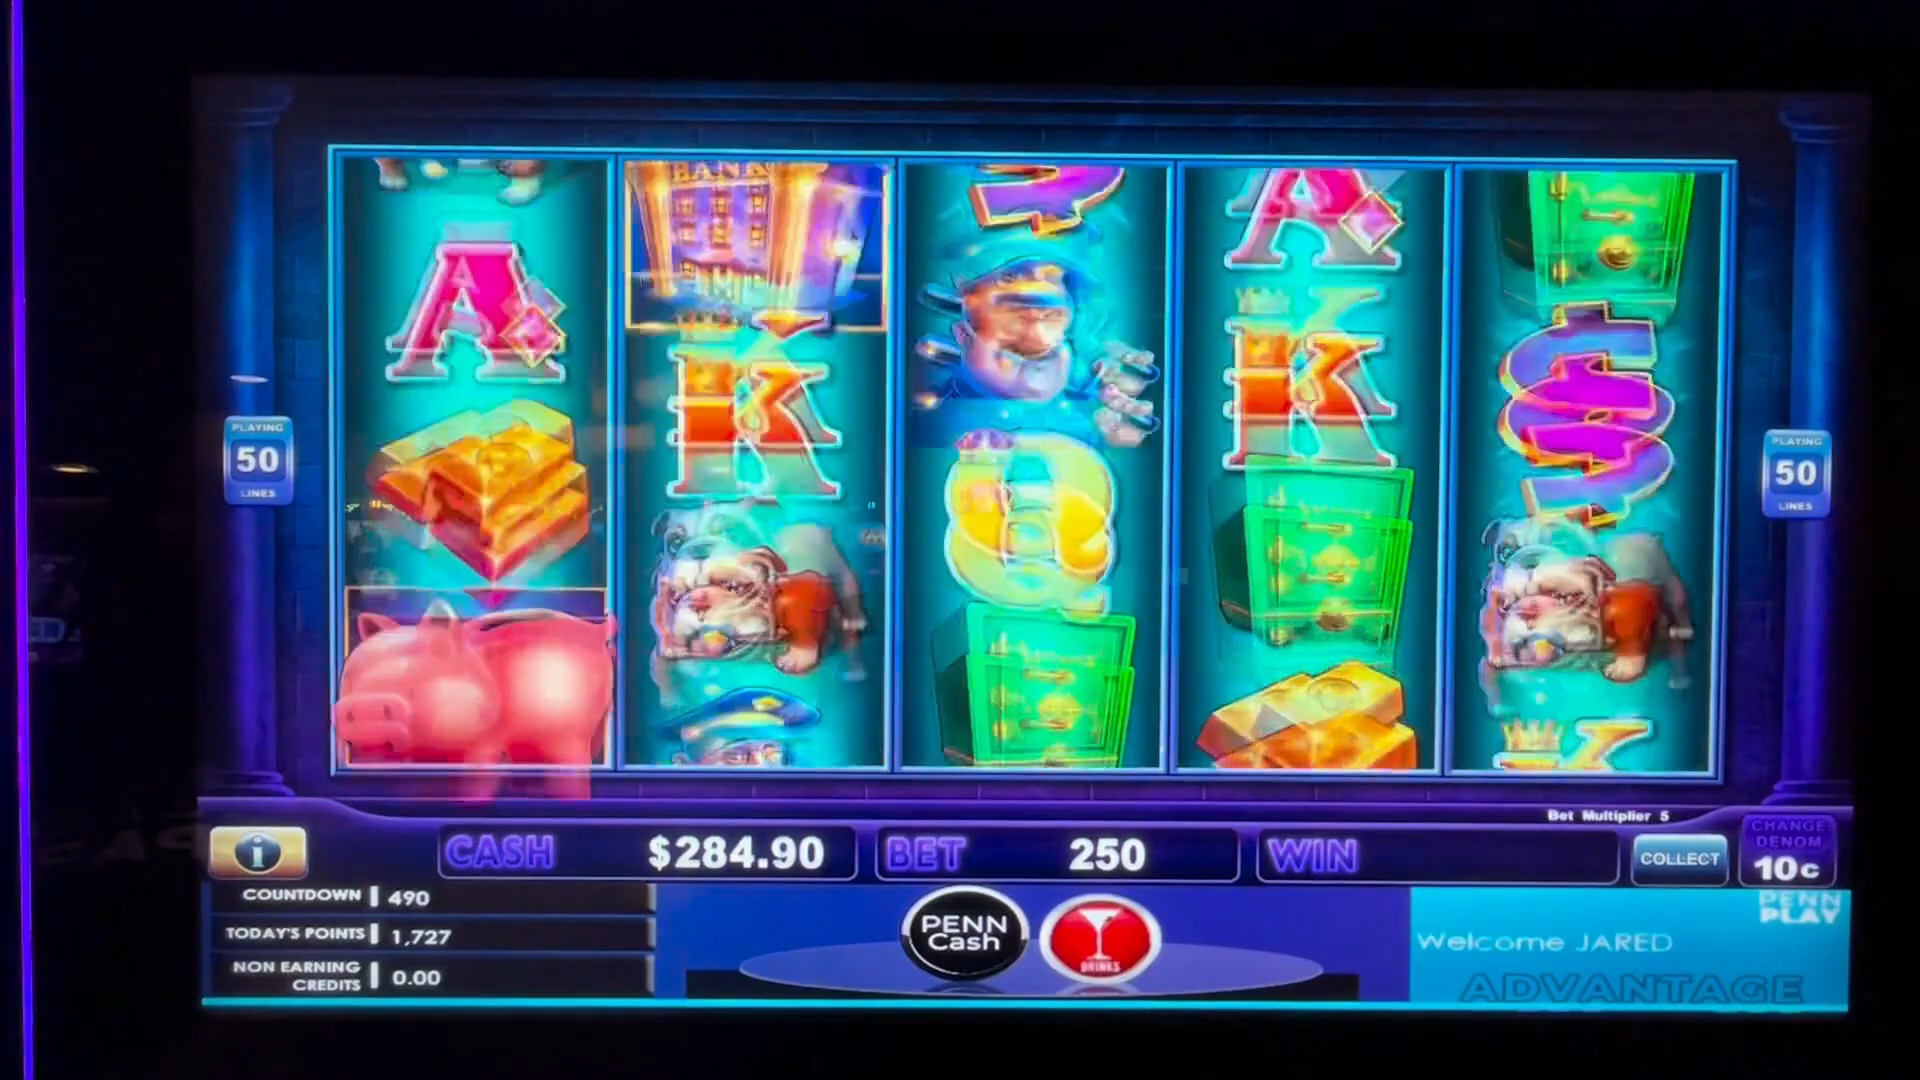 BANK
A
A
K
K
Q
K
PLAYING
50
LINES
PLAYING
50
LINES
Bet Multiplier 5
CASH $284.90
BET 250
WIN
COLLECT
CHANGE
DENOM
10¢
COUNTDOWN 490
TODAY'S POINTS 1,727
NON EARNING
CREDITS 0.00
PENN
Cash
DRINKS
PENN
PLAY
Welcome JARED
ADVANTAGE